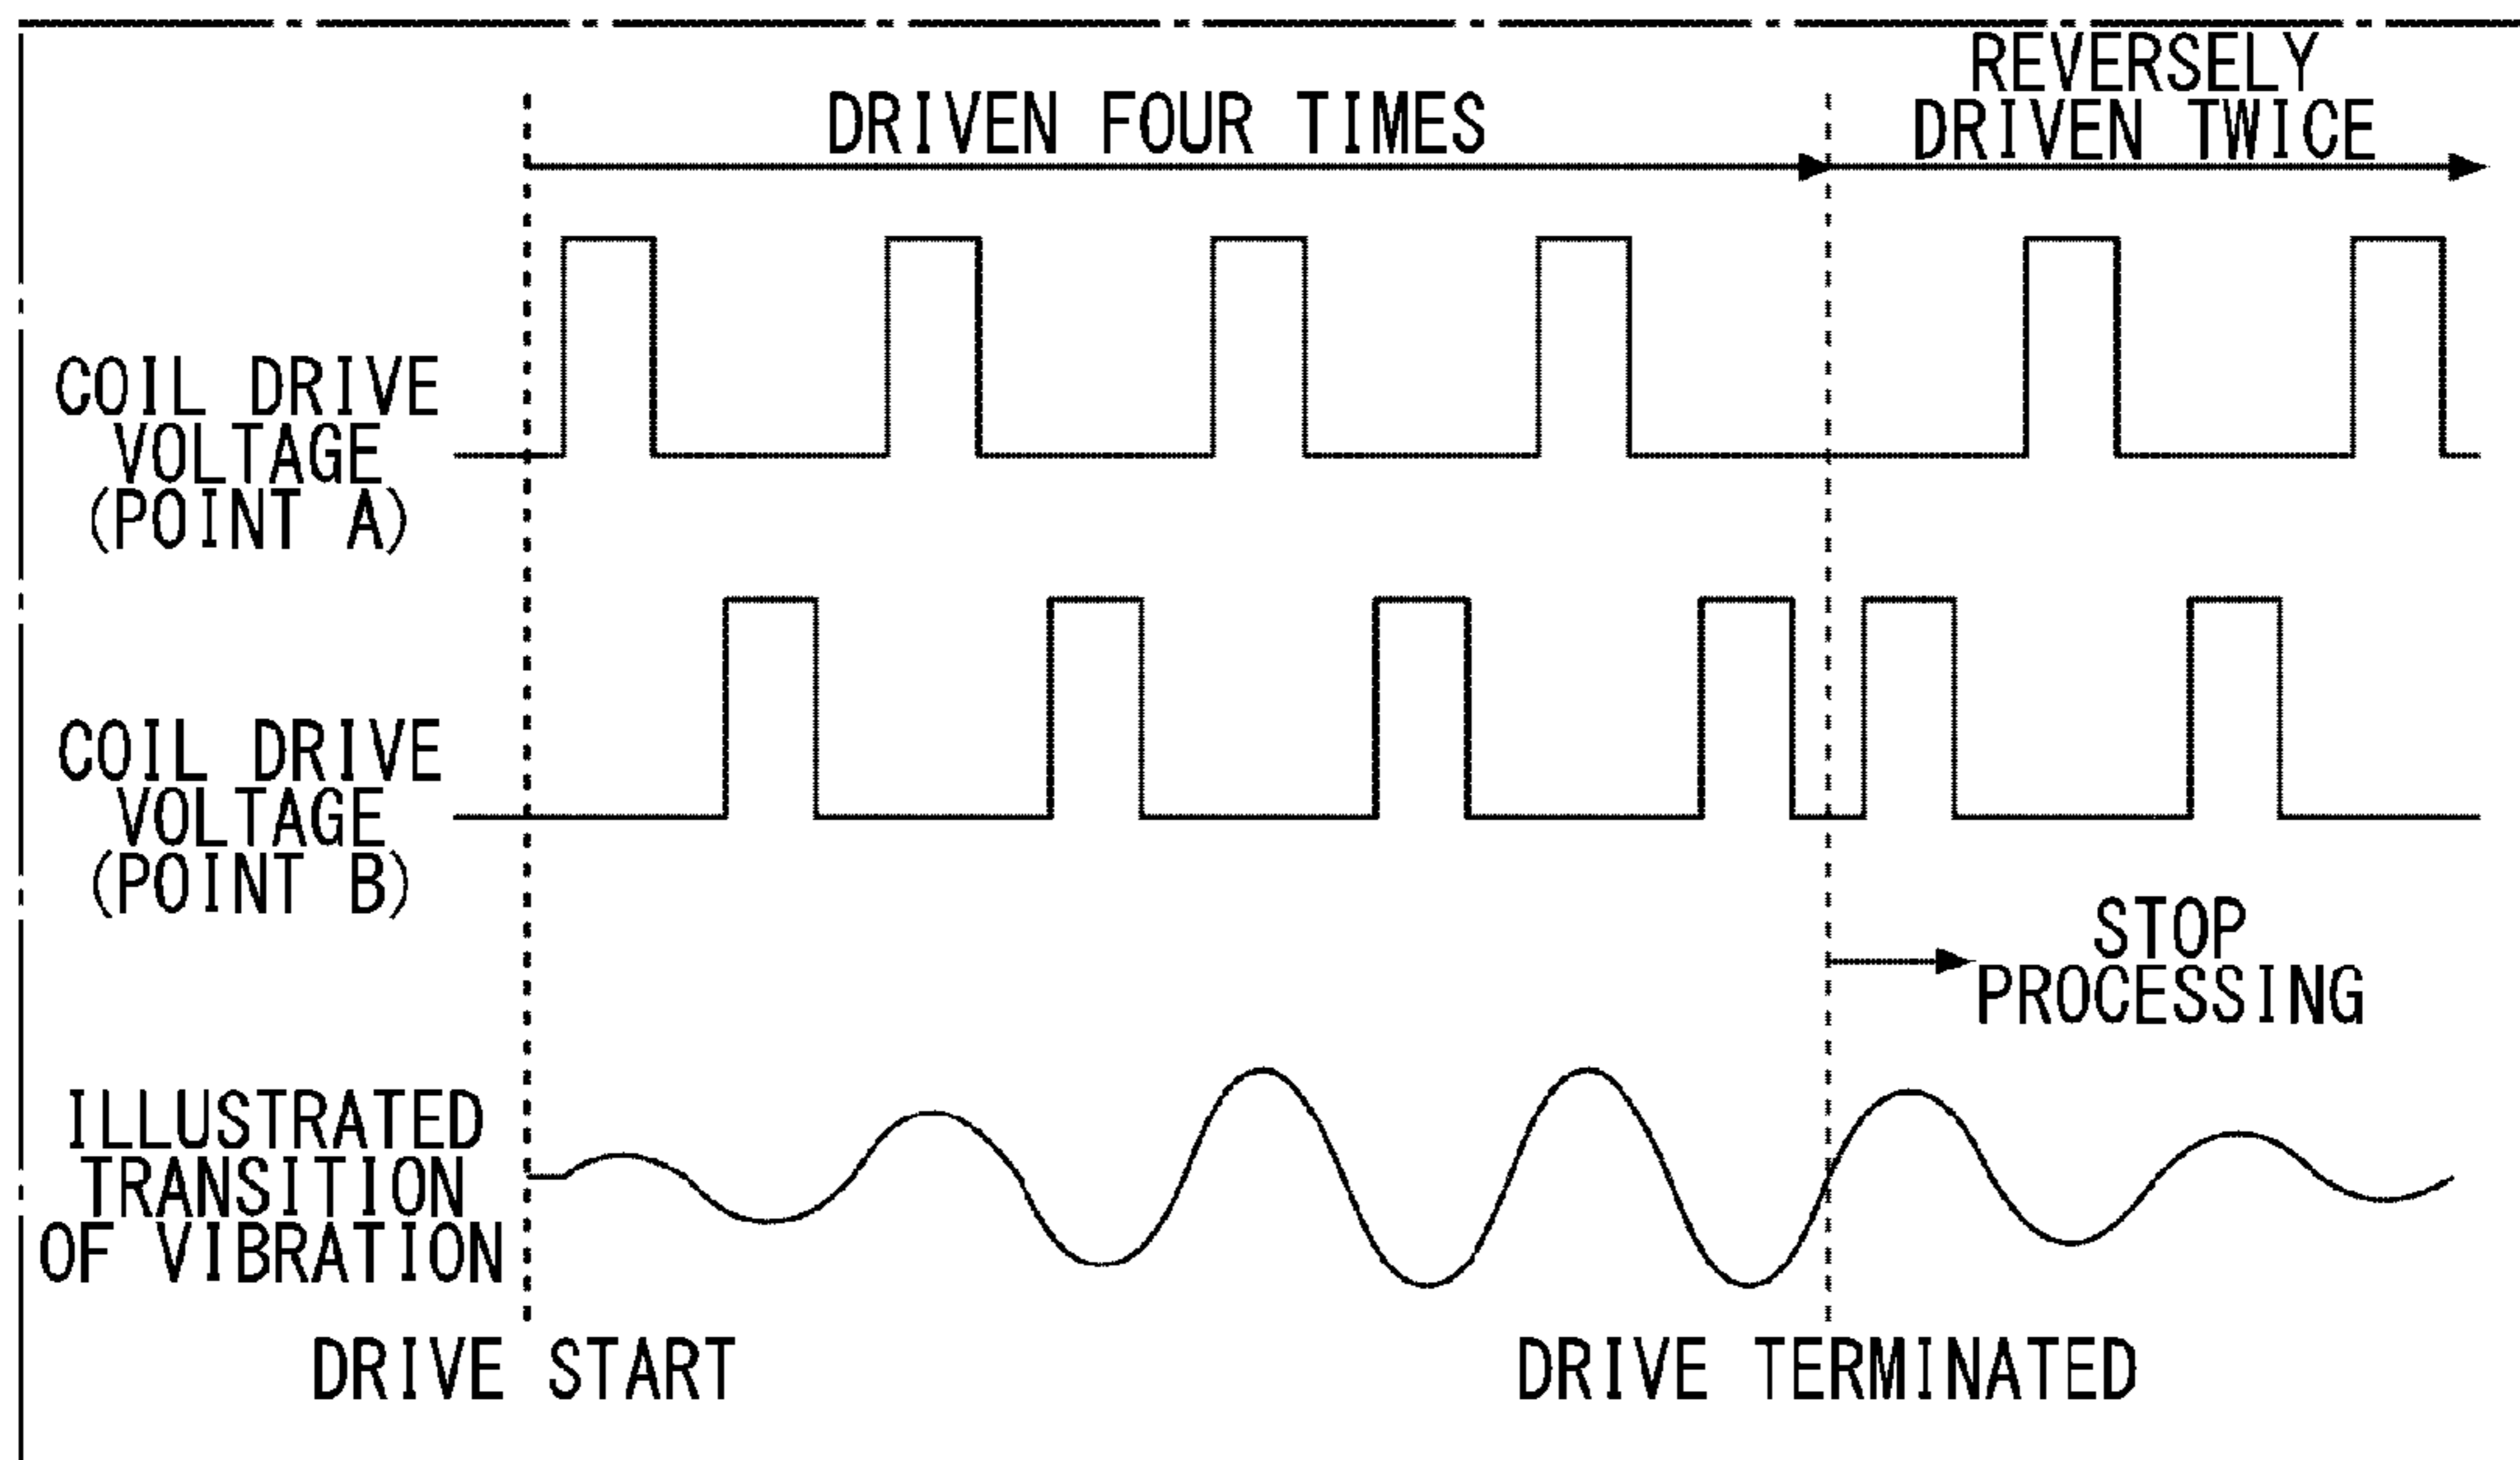 REVERSELY
DRIVEN FOUR TIMES
DRIVEN TWICE
COIL DRIVE
VOLTAGE
(POINT A)
COIL DRIVE
VOLTAGE
(POINT B)
STOP
PROCESSING
ILLUSTRATED
TRANSITION
OF VIBRATION
DRIVE START
DRIVE TERMINATED